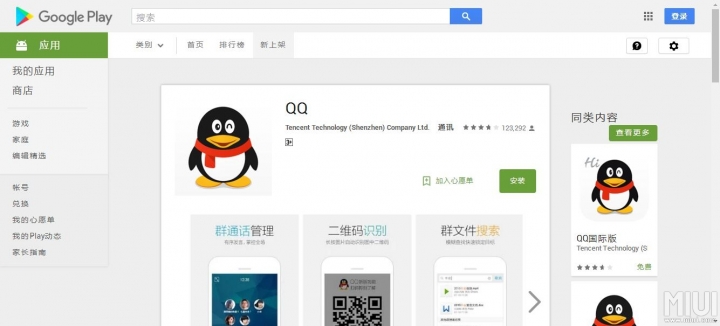 Google Play
搜索
登录
应用
类别
首页
排行榜
新上架
我的应用
商店
游戏
家庭
编辑精选
帐号
兑换
我的心愿单
我的Play动态
家长指南
QQ
Tencent Technology (Shenzhen) Company Ltd.
通讯
123,292
加入心愿单
安装
群通话管理
二维码识别
群文件搜索
同类内容
查看更多
Hi
QQ国际版
Tencent Technology (S
免费
MIUI
www.miui.com